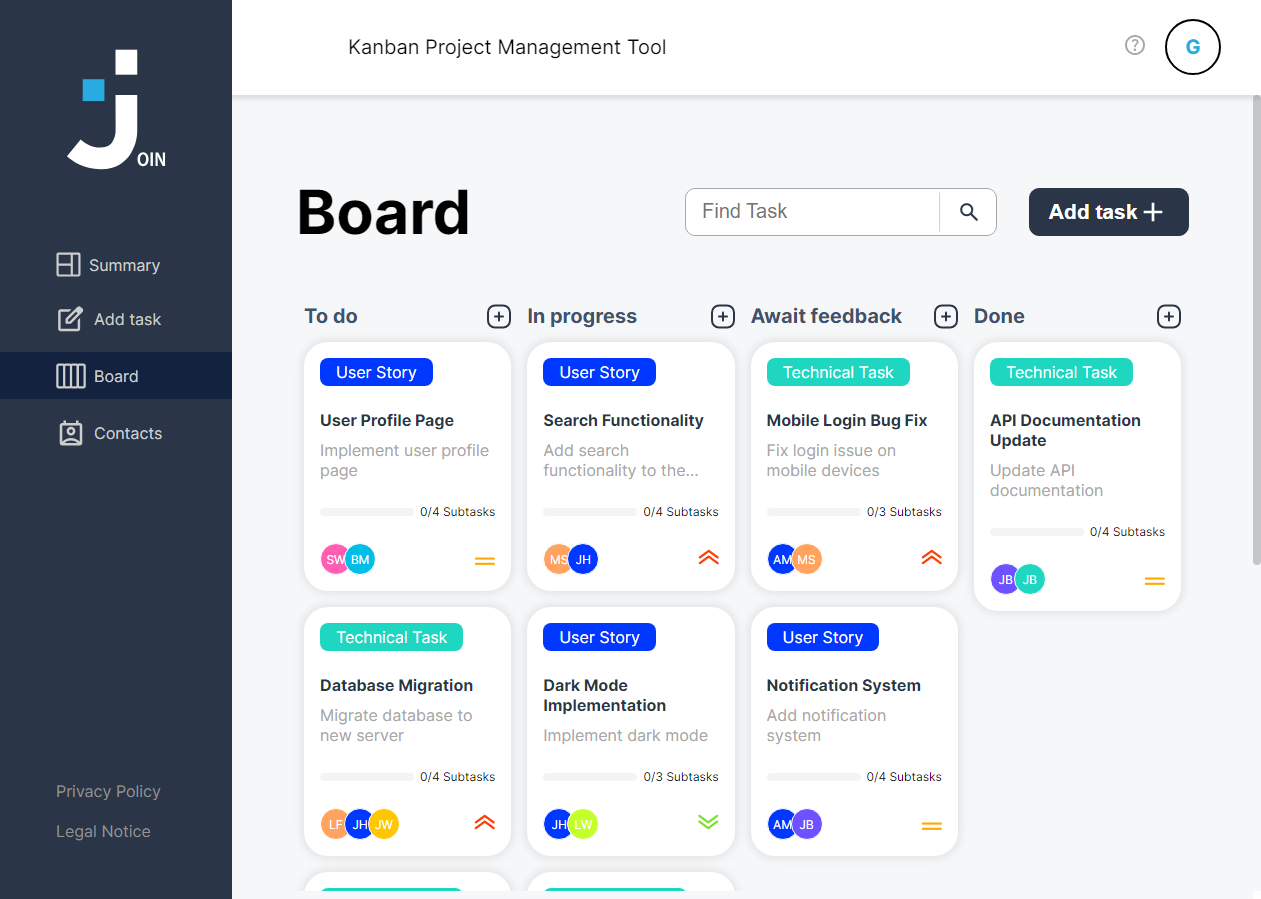 Kanban Project Management Tool
G
OIN
Board
Find Task
Add task
Summary
Add task
Board
Contacts
Privacy Policy
Legal Notice
To do
User Story
User Profile Page
Implement user profile
page
0/4 Subtasks
SW BM
Technical Task
Database Migration
Migrate database to
new server
0/4 Subtasks
LF JH JW
In progress
User Story
Search Functionality
Add search
functionality to the...
0/4 Subtasks
MS JH
User Story
Dark Mode
Implementation
Implement dark mode
0/3 Subtasks
JH LW
Await feedback
Technical Task
Mobile Login Bug Fix
Fix login issue on
mobile devices
0/3 Subtasks
AM MS
User Story
Notification System
Add notification
system
0/4 Subtasks
AM JB
Done
Technical Task
API Documentation
Update
Update API
documentation
0/4 Subtasks
JB JB